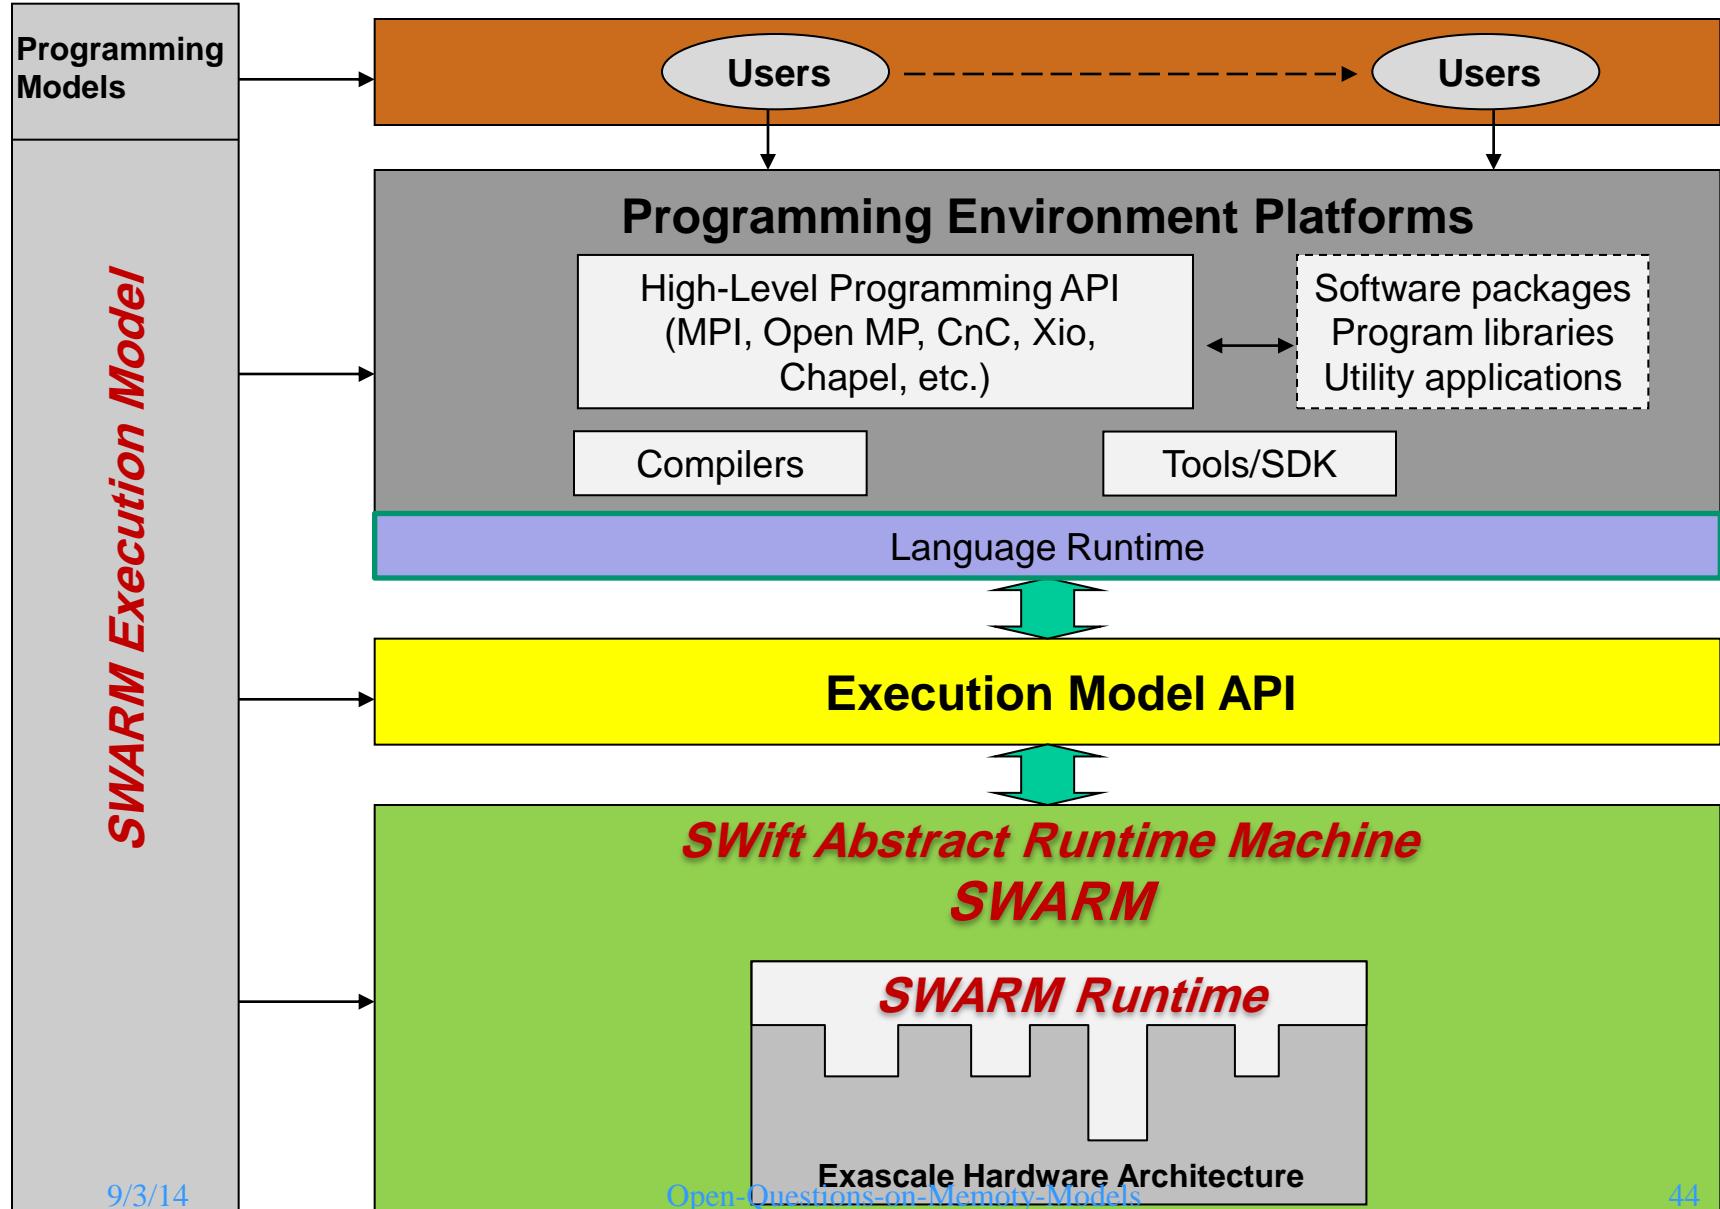 Programming
Models
SWARM Execution Model
Users
Users
Programming Environment Platforms
High-Level Programming API
(MPI, Open MP, CnC, Xio,
Chapel, etc.)
Software packages
Program libraries
Utility applications
Compilers
Tools/SDK
Language Runtime
Execution Model API
SWift Abstract Runtime Machine
SWARM
SWARM Runtime
Exascale Hardware Architecture
9/3/14
Open-Questions-on-Memoty-Models
44